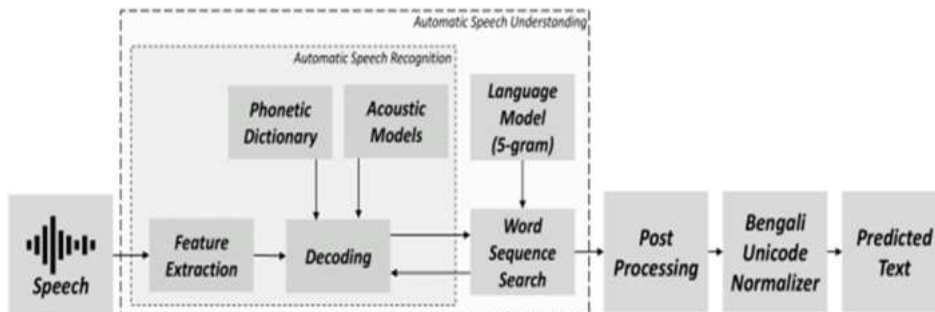 Automatic Speech Understanding
Automatic Speech Recognition
Phonetic
Dictionary
Acoustic
Models
Language
Model
(5-gram)
Speech
Feature
Extraction
Decoding
Word
Sequence
Search
Post
Processing
Bengali
Unicode
Normalizer
Predicted
Text